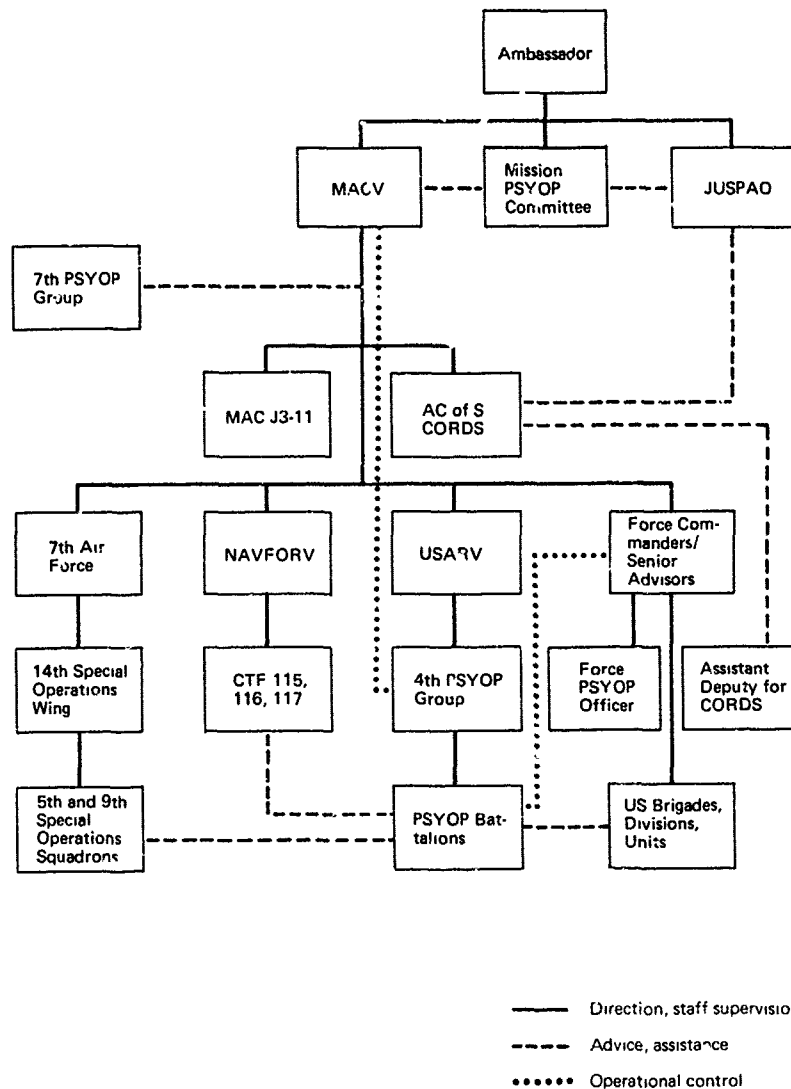 Ambassador
MACV
Mission
PSYOP
Committee
JUSPAO
7th PSYOP
Group
MAC J3-11
AC of S
CORDS
7th Air
Force
NAVFORV
USARV
Force Com-
manders/
Senior
Advisors
14th Special
Operations
Wing
CTF 115,
116, 117
4th PSYOP
Group
Force
PSYOP
Officer
Assistant
Deputy for
CORDS
5th and 9th
Special
Operations
Squadrons
PSYOP Bat-
talions
US Brigades,
Divisions,
Units
Direction, staff supervisio
Advice, assistance
Operational control